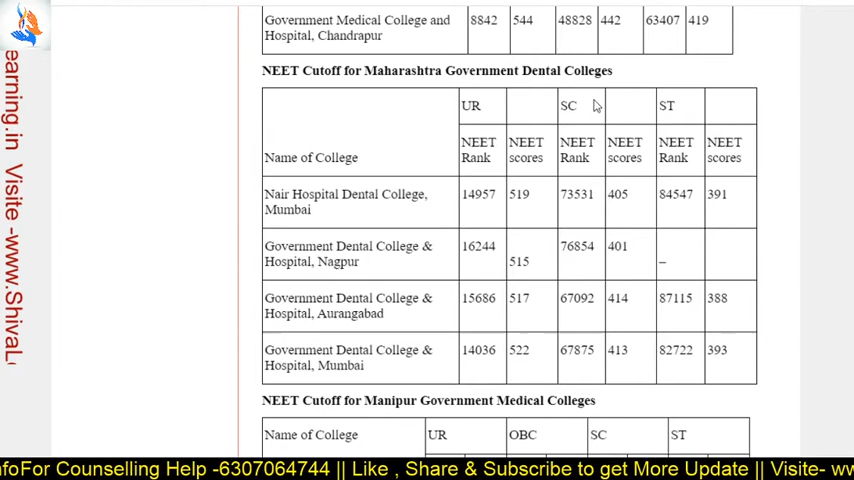 Government Medical College and 8842 544 48828 442 63407 419
Hospital, Chandrapur
NEET Cutoff for Maharashtra Government Dental Colleges
UR SC ST
NEET NEET NEET NEET NEET NEET
Name of College Rank scores Rank scores Rank scores
Nair Hospital Dental College, 14957 519 73531 405 84547 391
Mumbai
Government Dental College & 16244 76854 401
Hospital, Nagpur 515 –
Government Dental College & 15686 517 67092 414 87115 388
Hospital, Aurangabad
Government Dental College & 14036 522 67875 413 82722 393
Hospital, Mumbai
NEET Cutoff for Manipur Government Medical Colleges
Name of College UR OBC SC ST
earning.in Visite -www.ShivaL
nfoFor Counselling Help -6307064744 || Like , Share & Subscribe to get More Update || Visite- ww